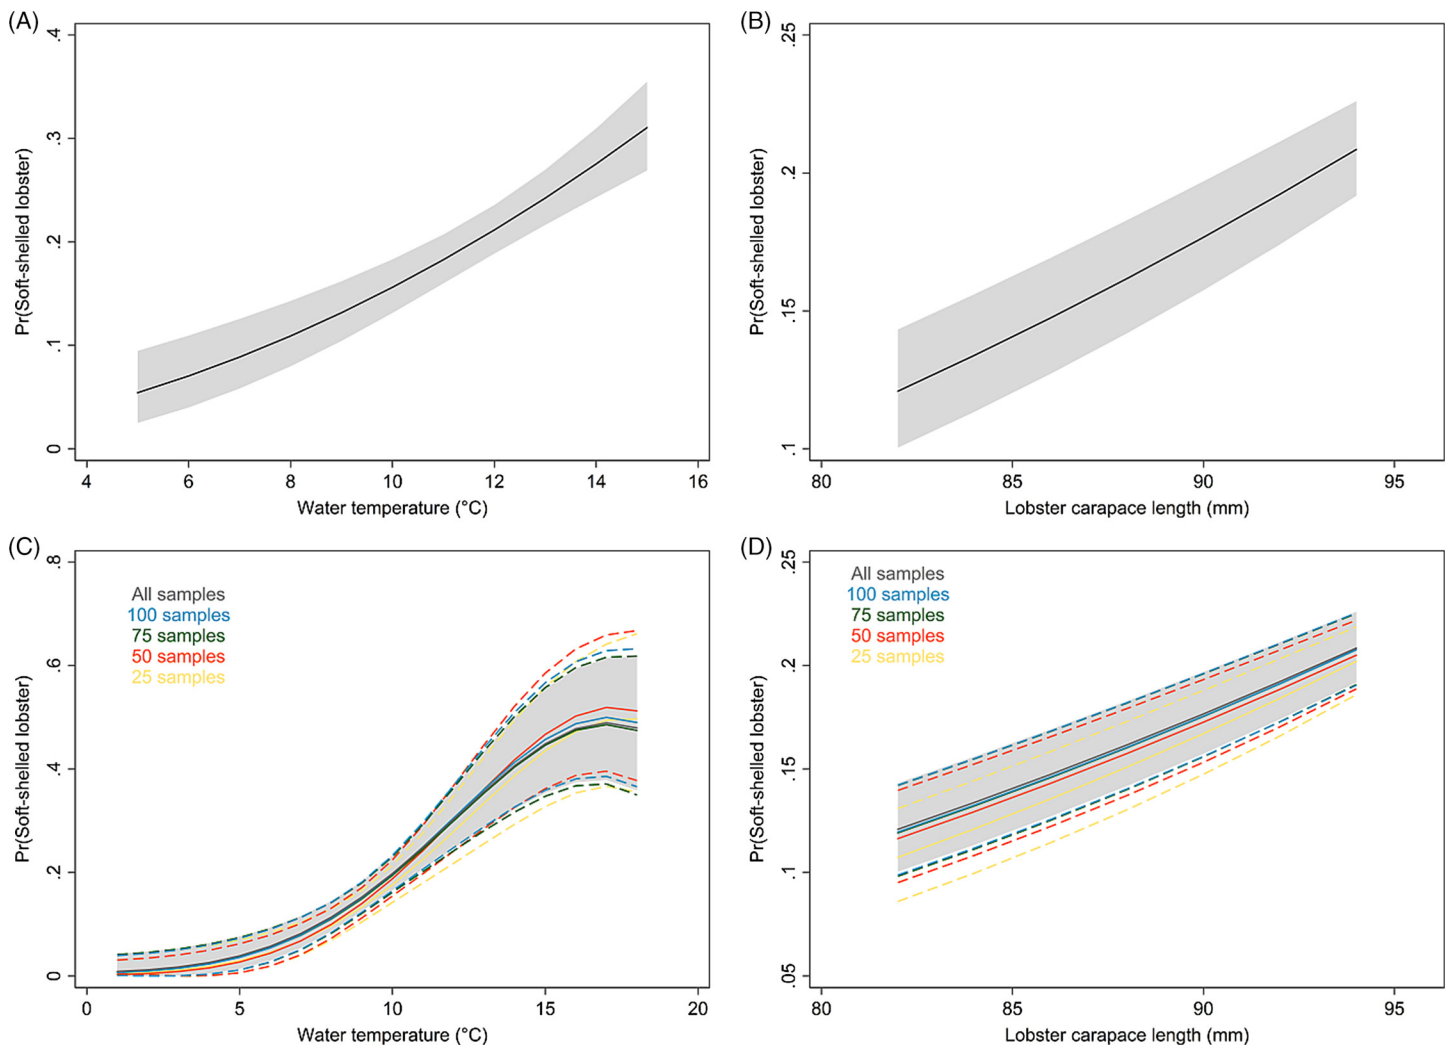 (A)
.4
.3
.2
.1
0
Pr(Soft-shelled lobster)
4 6 8 10 12 14 16
Water temperature (°C)
(B)
.25
.2
.15
.1
Pr(Soft-shelled lobster)
80 85 90 95
Lobster carapace length (mm)
(C)
.8
.6
.4
.2
0
Pr(Soft-shelled lobster)
All samples
100 samples
75 samples
50 samples
25 samples
0 5 10 15 20
Water temperature (°C)
(D)
.25
.2
.15
.1
.05
Pr(Soft-shelled lobster)
All samples
100 samples
75 samples
50 samples
25 samples
80 85 90 95
Lobster carapace length (mm)